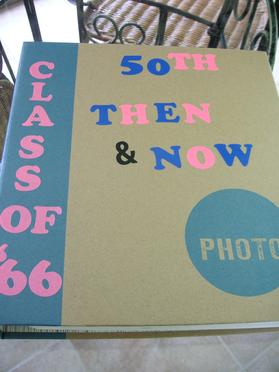 CLASS OF '66
50TH
THEN
& NOW
PHOTO